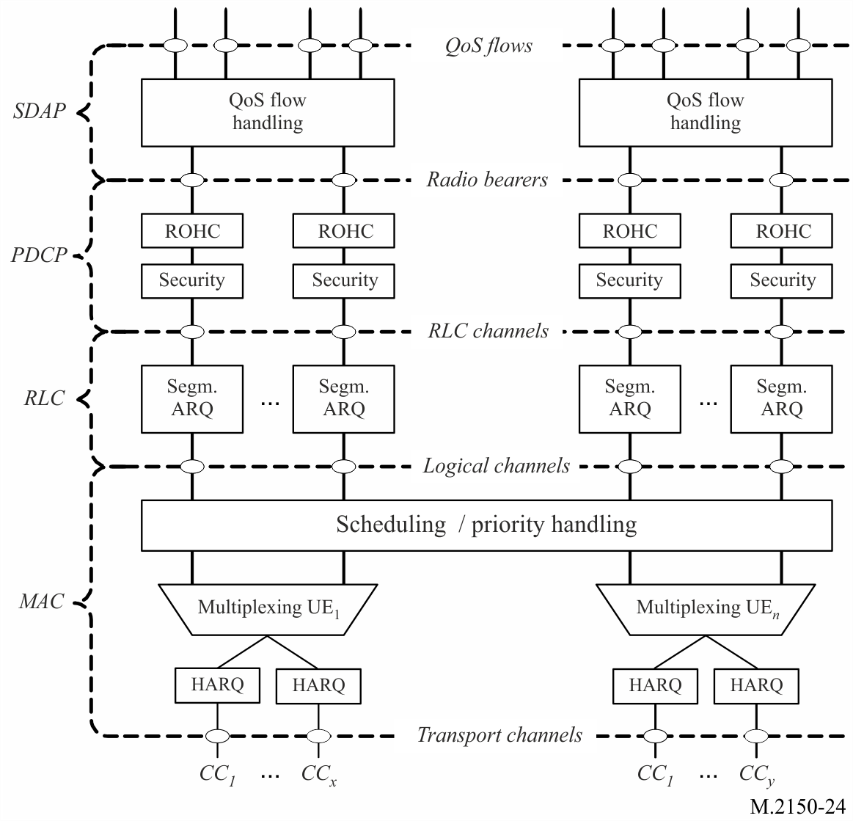 QoS flows
SDAP
QoS flow
handling
QoS flow
handling
Radio bearers
PDCP
ROHC
ROHC
ROHC
ROHC
Security
Security
Security
Security
RLC channels
RLC
Segm.
ARQ
...
Segm.
ARQ
Segm.
ARQ
...
Segm.
ARQ
Logical channels
Scheduling / priority handling
MAC
Multiplexing UE1
Multiplexing UEn
HARQ
HARQ
HARQ
HARQ
Transport channels
CC1 ... CCx
CC1 ... CCy
M.2150-24